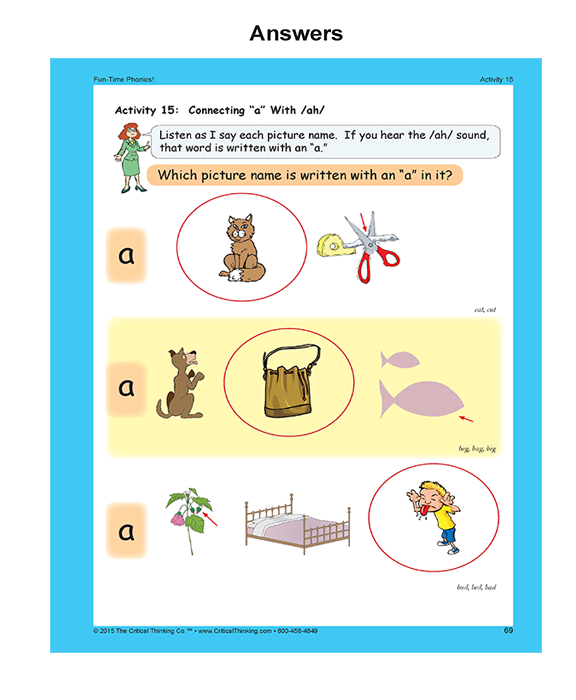 Answers
Fun-Time Phonics!
Activity 15
Activity 15: Connecting "a" With /ah/
Listen as I say each picture name. If you hear the /ah/ sound,
that word is written with an "a."
Which picture name is written with an "a" in it?
a
cat, cut
a
beg, bag, big
a
bud, bed, bad
© 2015 The Critical Thinking Co.™ • www.CriticalThinking.com • 800-458-4849
69